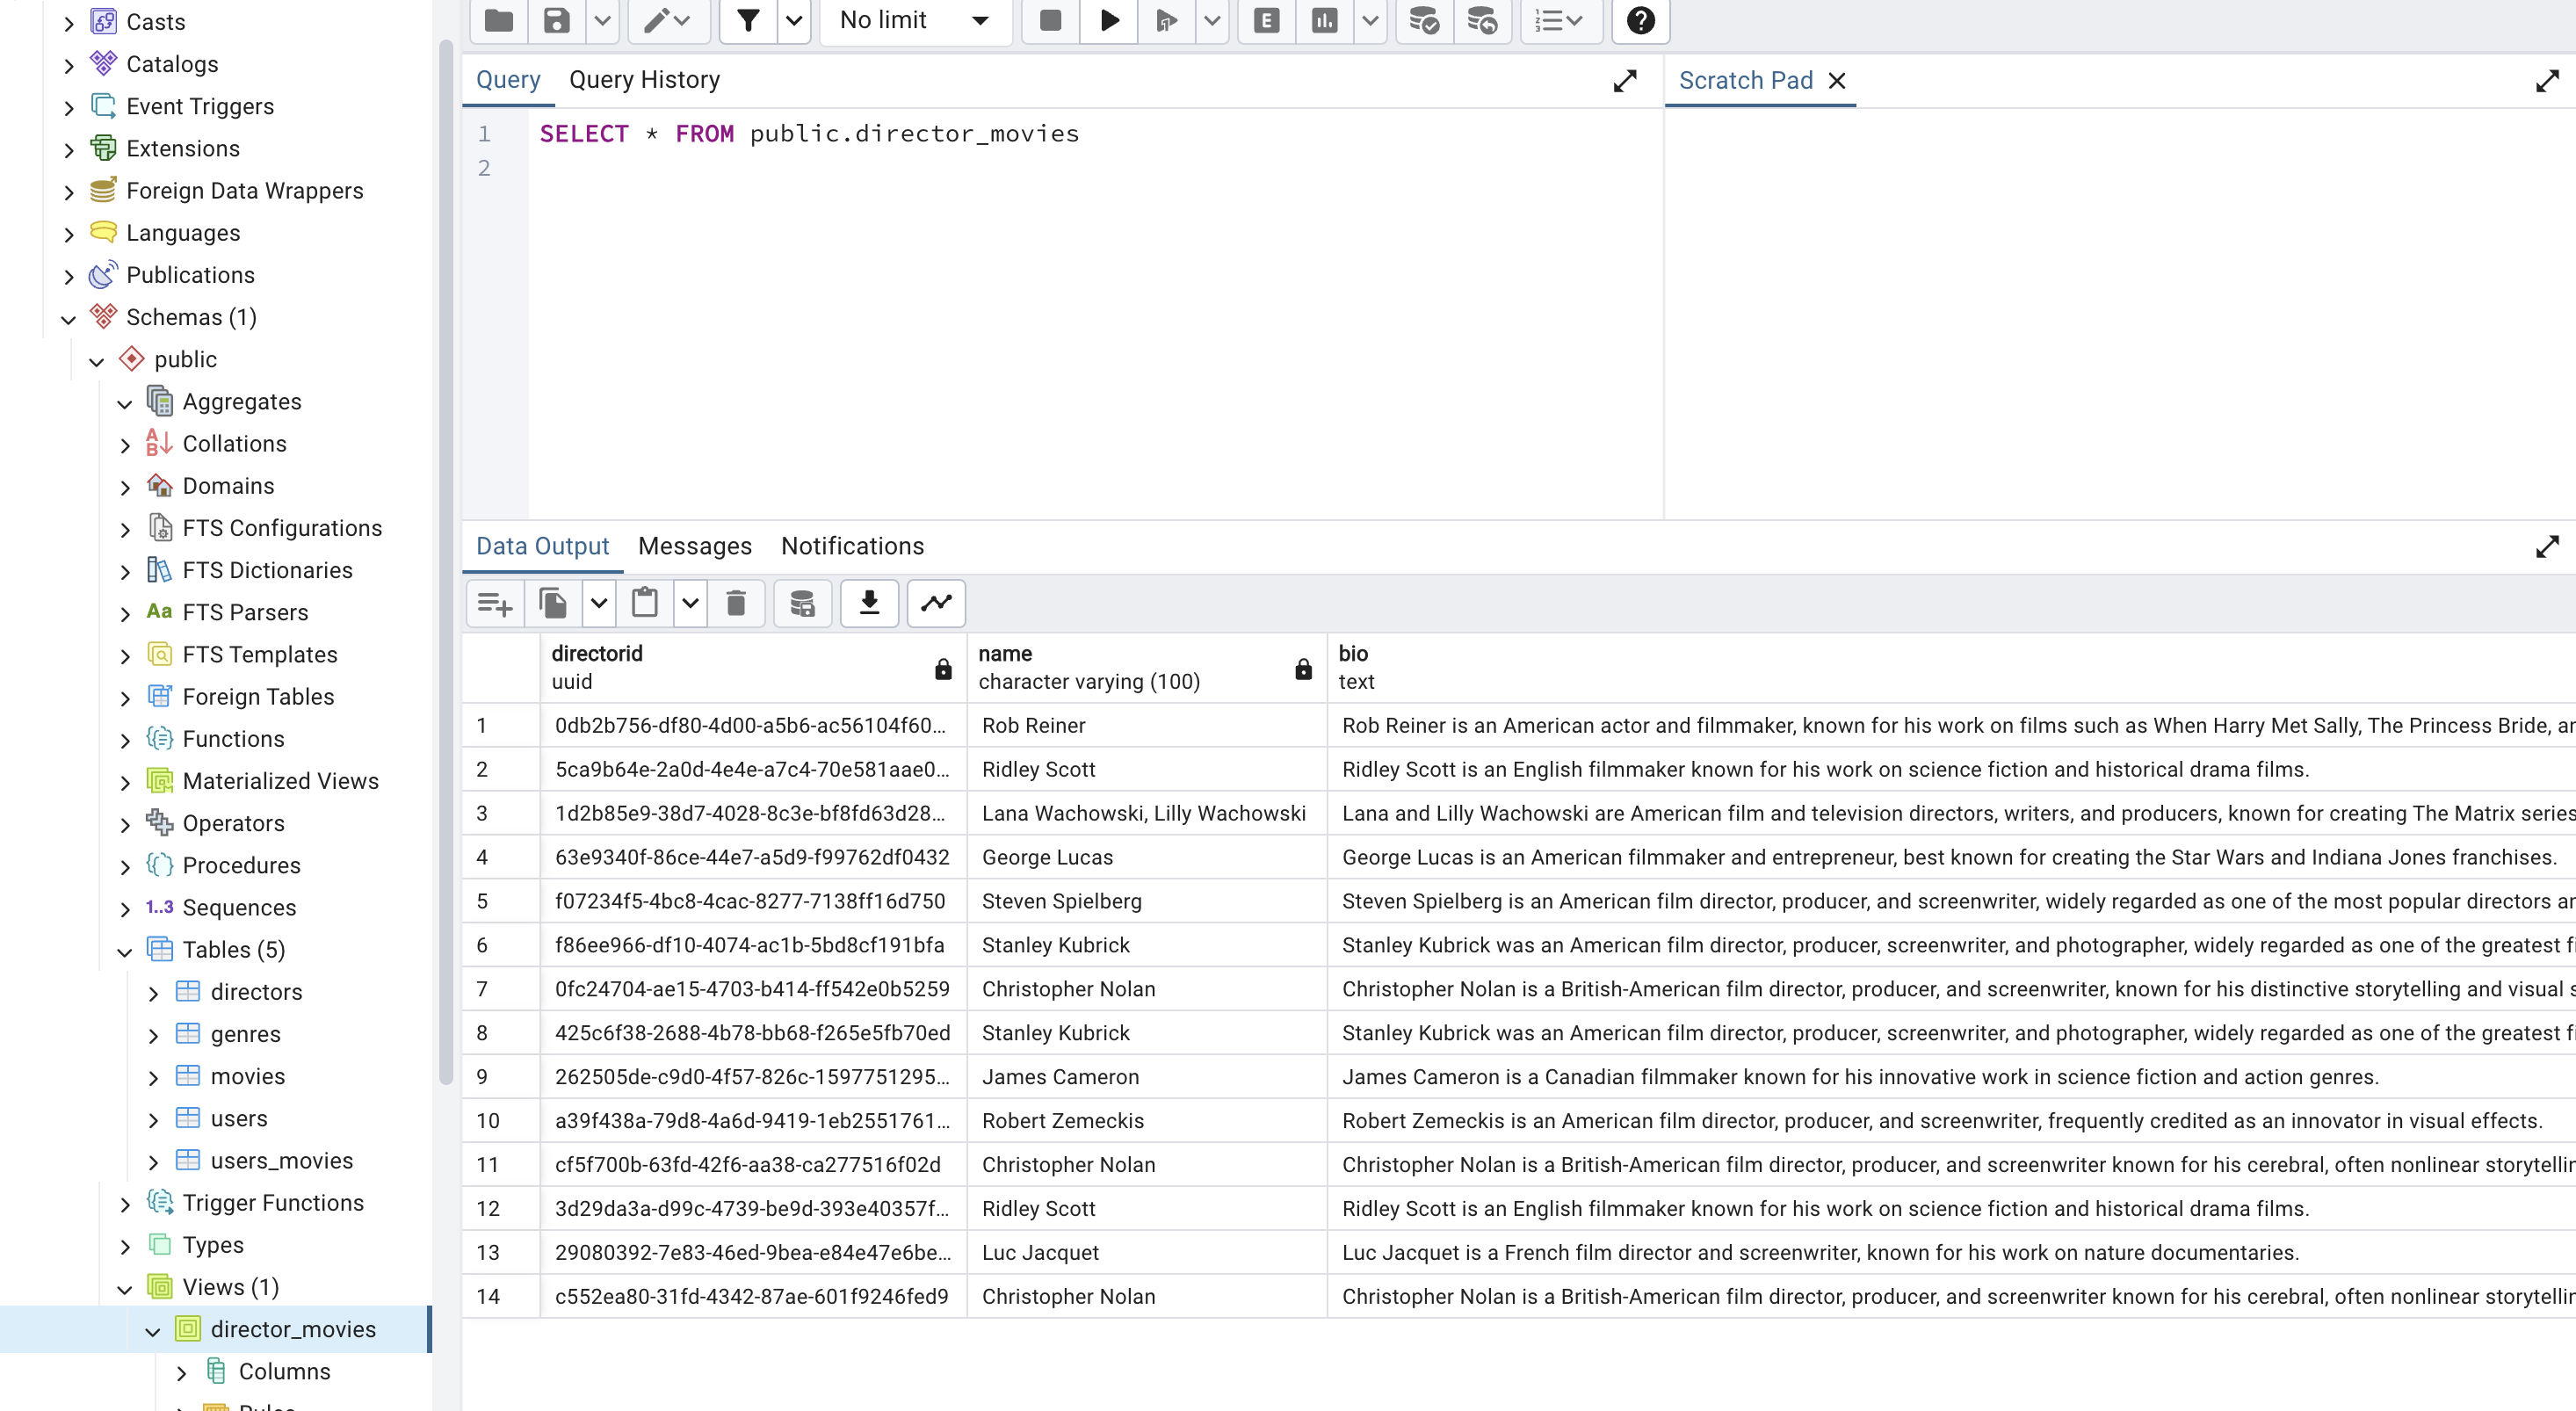 Casts
Catalogs
Event Triggers
Extensions
Foreign Data Wrappers
Languages
Publications
Schemas (1)
public
Aggregates
Collations
Domains
FTS Configurations
FTS Dictionaries
Aa FTS Parsers
FTS Templates
Foreign Tables
Functions
Materialized Views
Operators
Procedures
1..3 Sequences
Tables (5)
directors
genres
movies
users
users_movies
Trigger Functions
Types
Views (1)
director_movies
Columns
Rules
No limit
E
Query Query History
Scratch Pad
1 SELECT * FROM public.director_movies
2
Data Output Messages Notifications
directorid name bio
uuid character varying (100) text
1 0db2b756-df80-4d00-a5b6-ac56104f60... Rob Reiner Rob Reiner is an American actor and filmmaker, known for his work on films such as When Harry Met Sally, The Princess Bride, an
2 5ca9b64e-2a0d-4e4e-a7c4-70e581aae0... Ridley Scott Ridley Scott is an English filmmaker known for his work on science fiction and historical drama films.
3 1d2b85e9-38d7-4028-8c3e-bf8fd63d28... Lana Wachowski, Lilly Wachowski Lana and Lilly Wachowski are American film and television directors, writers, and producers, known for creating The Matrix series
4 63e9340f-86ce-44e7-a5d9-f99762df0432 George Lucas George Lucas is an American filmmaker and entrepreneur, best known for creating the Star Wars and Indiana Jones franchises.
5 f07234f5-4bc8-4cac-8277-7138ff16d750 Steven Spielberg Steven Spielberg is an American film director, producer, and screenwriter, widely regarded as one of the most popular directors an
6 f86ee966-df10-4074-ac1b-5bd8cf191bfa Stanley Kubrick Stanley Kubrick was an American film director, producer, screenwriter, and photographer, widely regarded as one of the greatest fi
7 0fc24704-ae15-4703-b414-ff542e0b5259 Christopher Nolan Christopher Nolan is a British-American film director, producer, and screenwriter, known for his distinctive storytelling and visual s
8 425c6f38-2688-4b78-bb68-f265e5fb70ed Stanley Kubrick Stanley Kubrick was an American film director, producer, screenwriter, and photographer, widely regarded as one of the greatest fi
9 262505de-c9d0-4f57-826c-1597751295... James Cameron James Cameron is a Canadian filmmaker known for his innovative work in science fiction and action genres.
10 a39f438a-79d8-4a6d-9419-1eb2551761... Robert Zemeckis Robert Zemeckis is an American film director, producer, and screenwriter, frequently credited as an innovator in visual effects.
11 cf5f700b-63fd-42f6-aa38-ca277516f02d Christopher Nolan Christopher Nolan is a British-American film director, producer, and screenwriter known for his cerebral, often nonlinear storytellin
12 3d29da3a-d99c-4739-be9d-393e40357f... Ridley Scott Ridley Scott is an English filmmaker known for his work on science fiction and historical drama films.
13 29080392-7e83-46ed-9bea-e84e47e6be... Luc Jacquet Luc Jacquet is a French film director and screenwriter, known for his work on nature documentaries.
14 c552ea80-31fd-4342-87ae-601f9246fed9 Christopher Nolan Christopher Nolan is a British-American film director, producer, and screenwriter known for his cerebral, often nonlinear storytellin